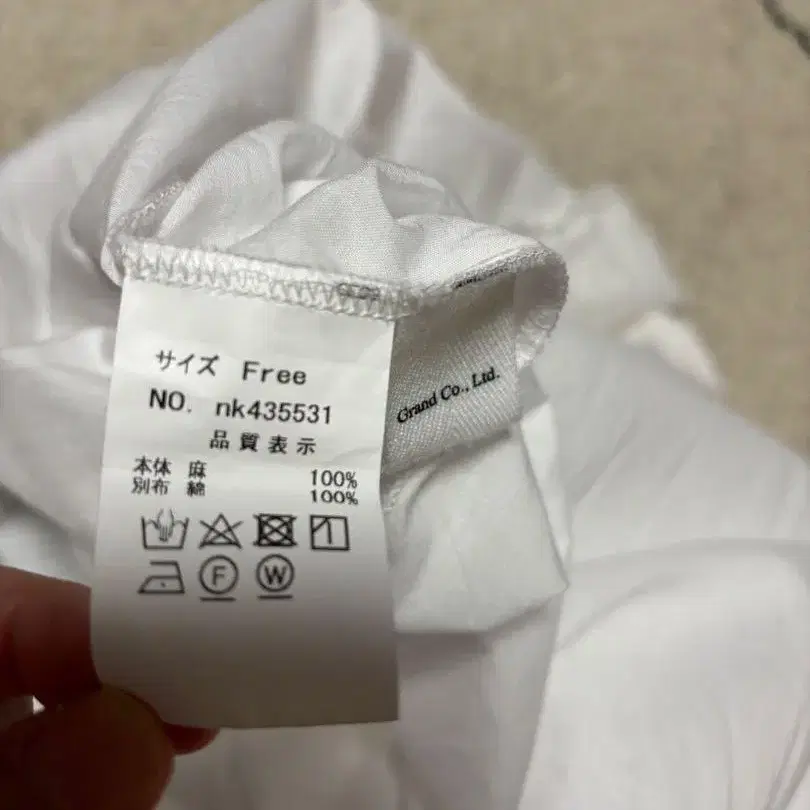 サイズ Free
NO. nk435531
品質表示
本体 麻 100%
別布 綿 100%
F W
Grand Co., Ltd.